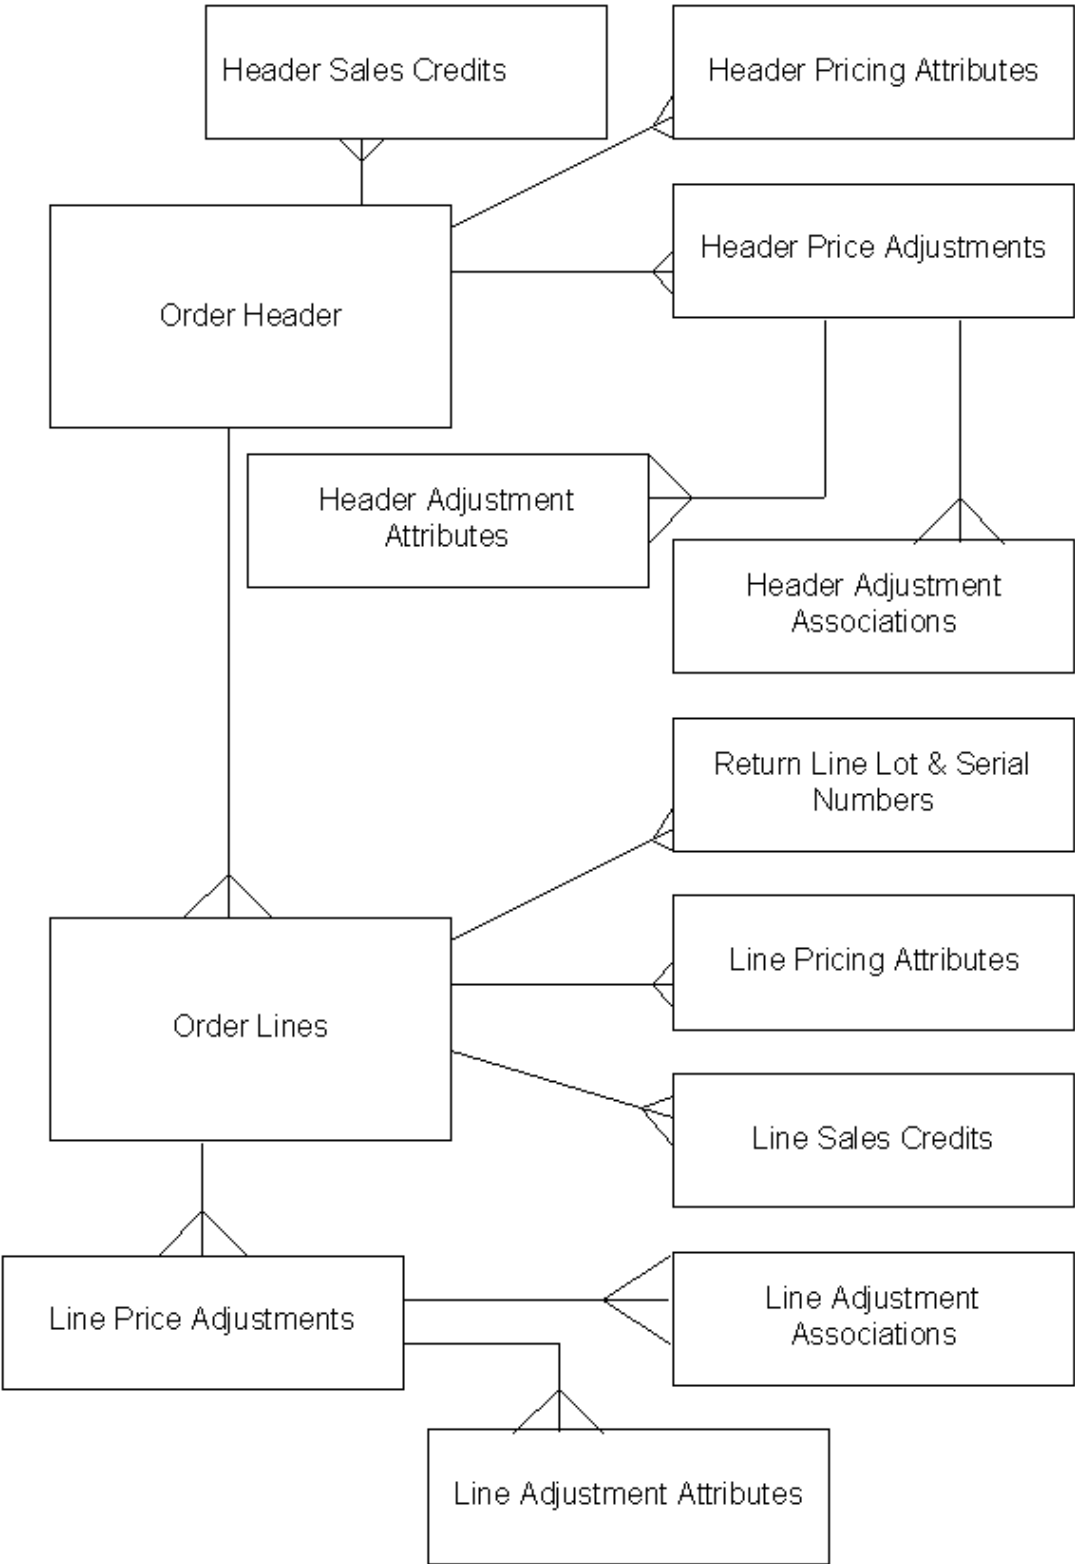 Header Sales Credits
Header Pricing Attributes
Header Price Adjustments
Order Header
Header Adjustment
Attributes
Header Adjustment
Associations
Return Line Lot & Serial
Numbers
Line Pricing Attributes
Order Lines
Line Sales Credits
Line Price Adjustments
Line Adjustment
Associations
Line Adjustment Attributes